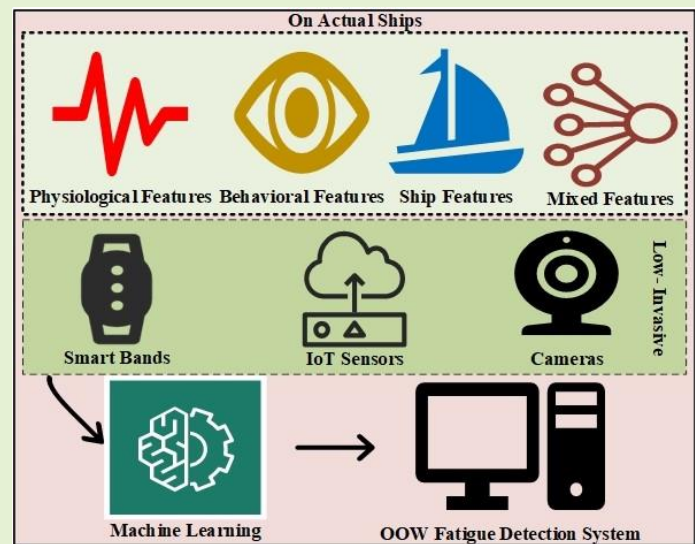 On Actual Ships
Physiological Features
Behavioral Features
Ship Features
Mixed Features
Low- Invasive
Smart Bands
IoT Sensors
Cameras
Machine Learning
OOW Fatigue Detection System